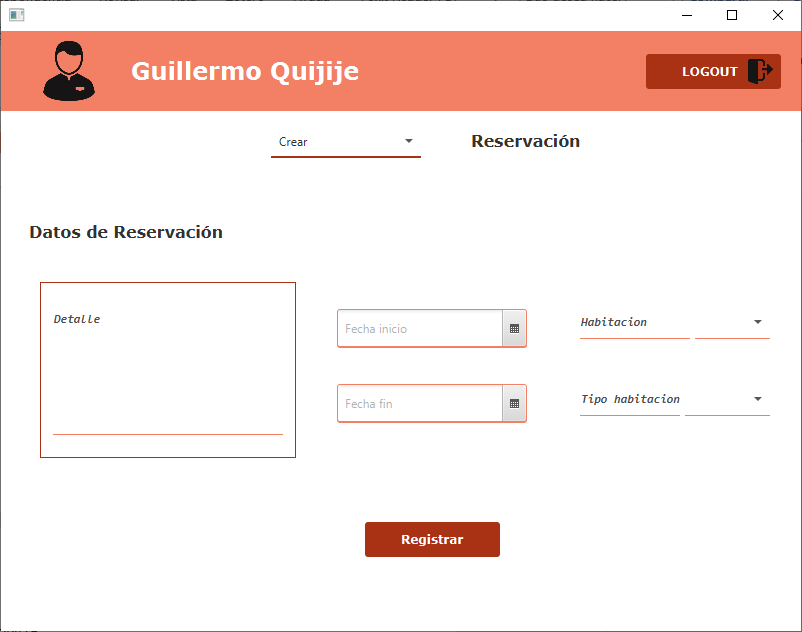 Guillermo Quijije
LOGOUT
Crear
Reservación
Datos de Reservación
Detalle
Fecha inicio
Habitacion
Fecha fin
Tipo habitacion
Registrar